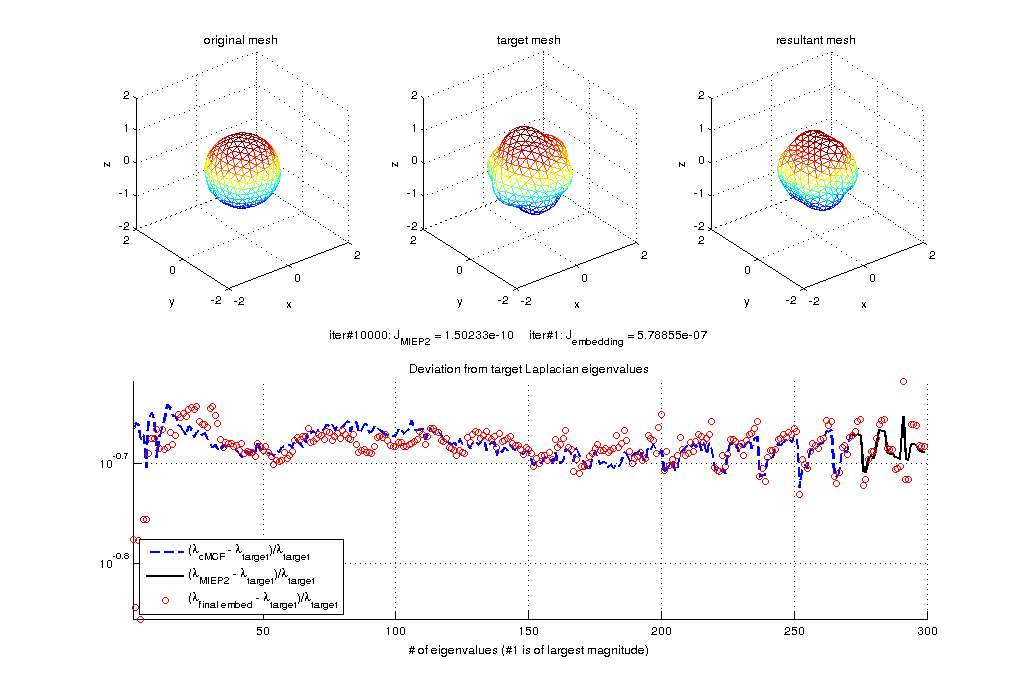 original mesh target mesh resultant mesh
2 2 2
1 1 1
0 0 0
-1 -1 -1
-2 -2 -2
z z z
2 2 2 2 2 2
0 0 0 0 0 0
-2 -2 -2 -2 -2 -2
y x y x y x
iter#10000: J_MIEP2 = 1.50233e-10 iter#1: J_embedding = 5.78855e-07
Deviation from target Laplacian eigenvalues
10^-0.7
10^-0.8
(λ_cMCF - λ_target)/λ_target
(λ_MIEP2 - λ_target)/λ_target
(λ_final embed - λ_target)/λ_target
50 100 150 200 250 300
# of eigenvalues (#1 is of largest magnitude)